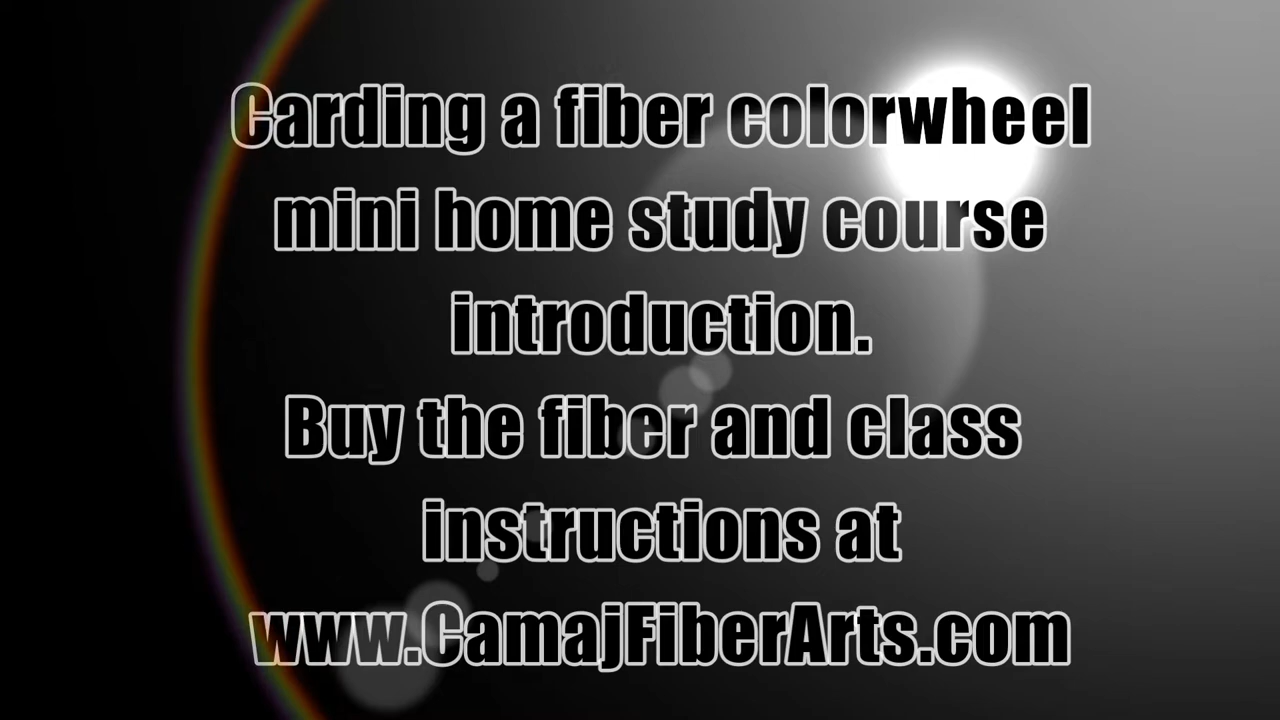 Carding a fiber colorwheel
mini home study course
introduction.
Buy the fiber and class
instructions at
www.CamajFiberArts.com